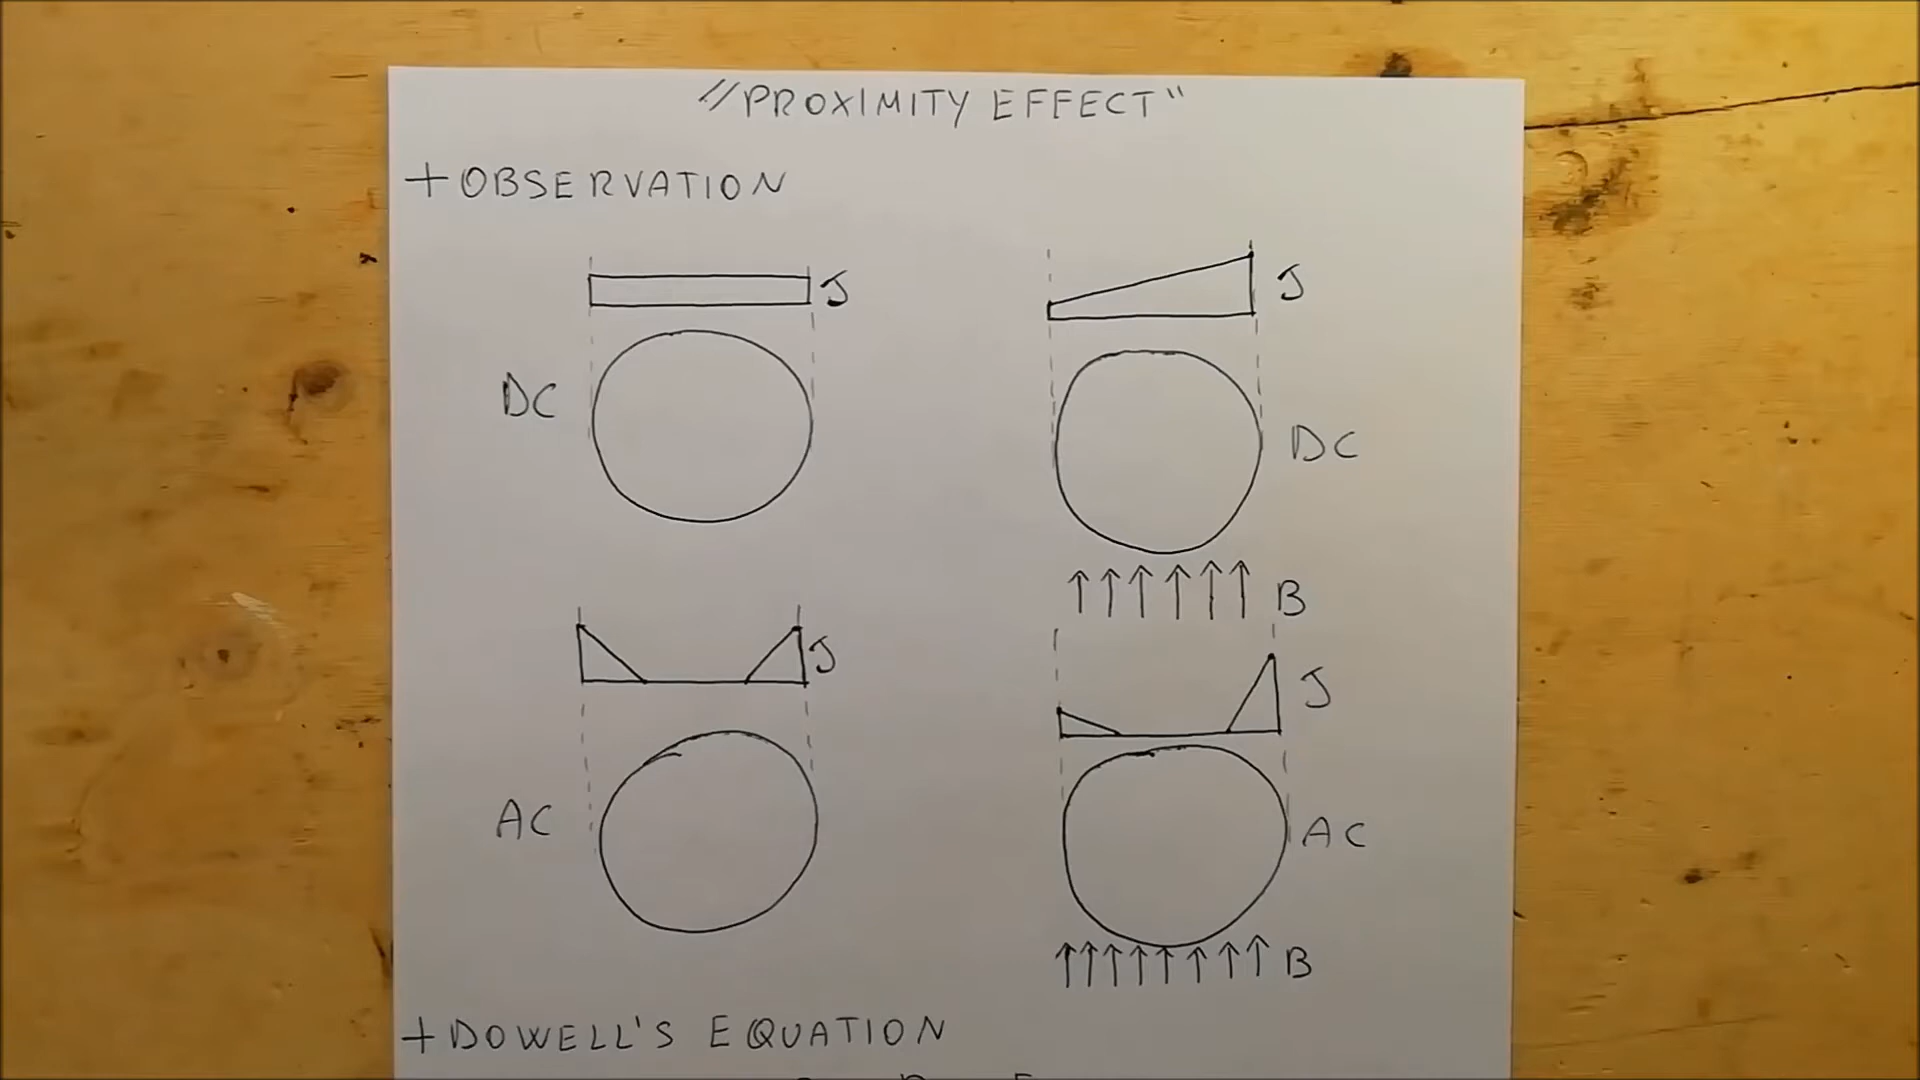 "PROXIMITY EFFECT"
+ OBSERVATION
J
J
DC
DC
B
J
J
AC
AC
B
+ DOWELL'S EQUATION